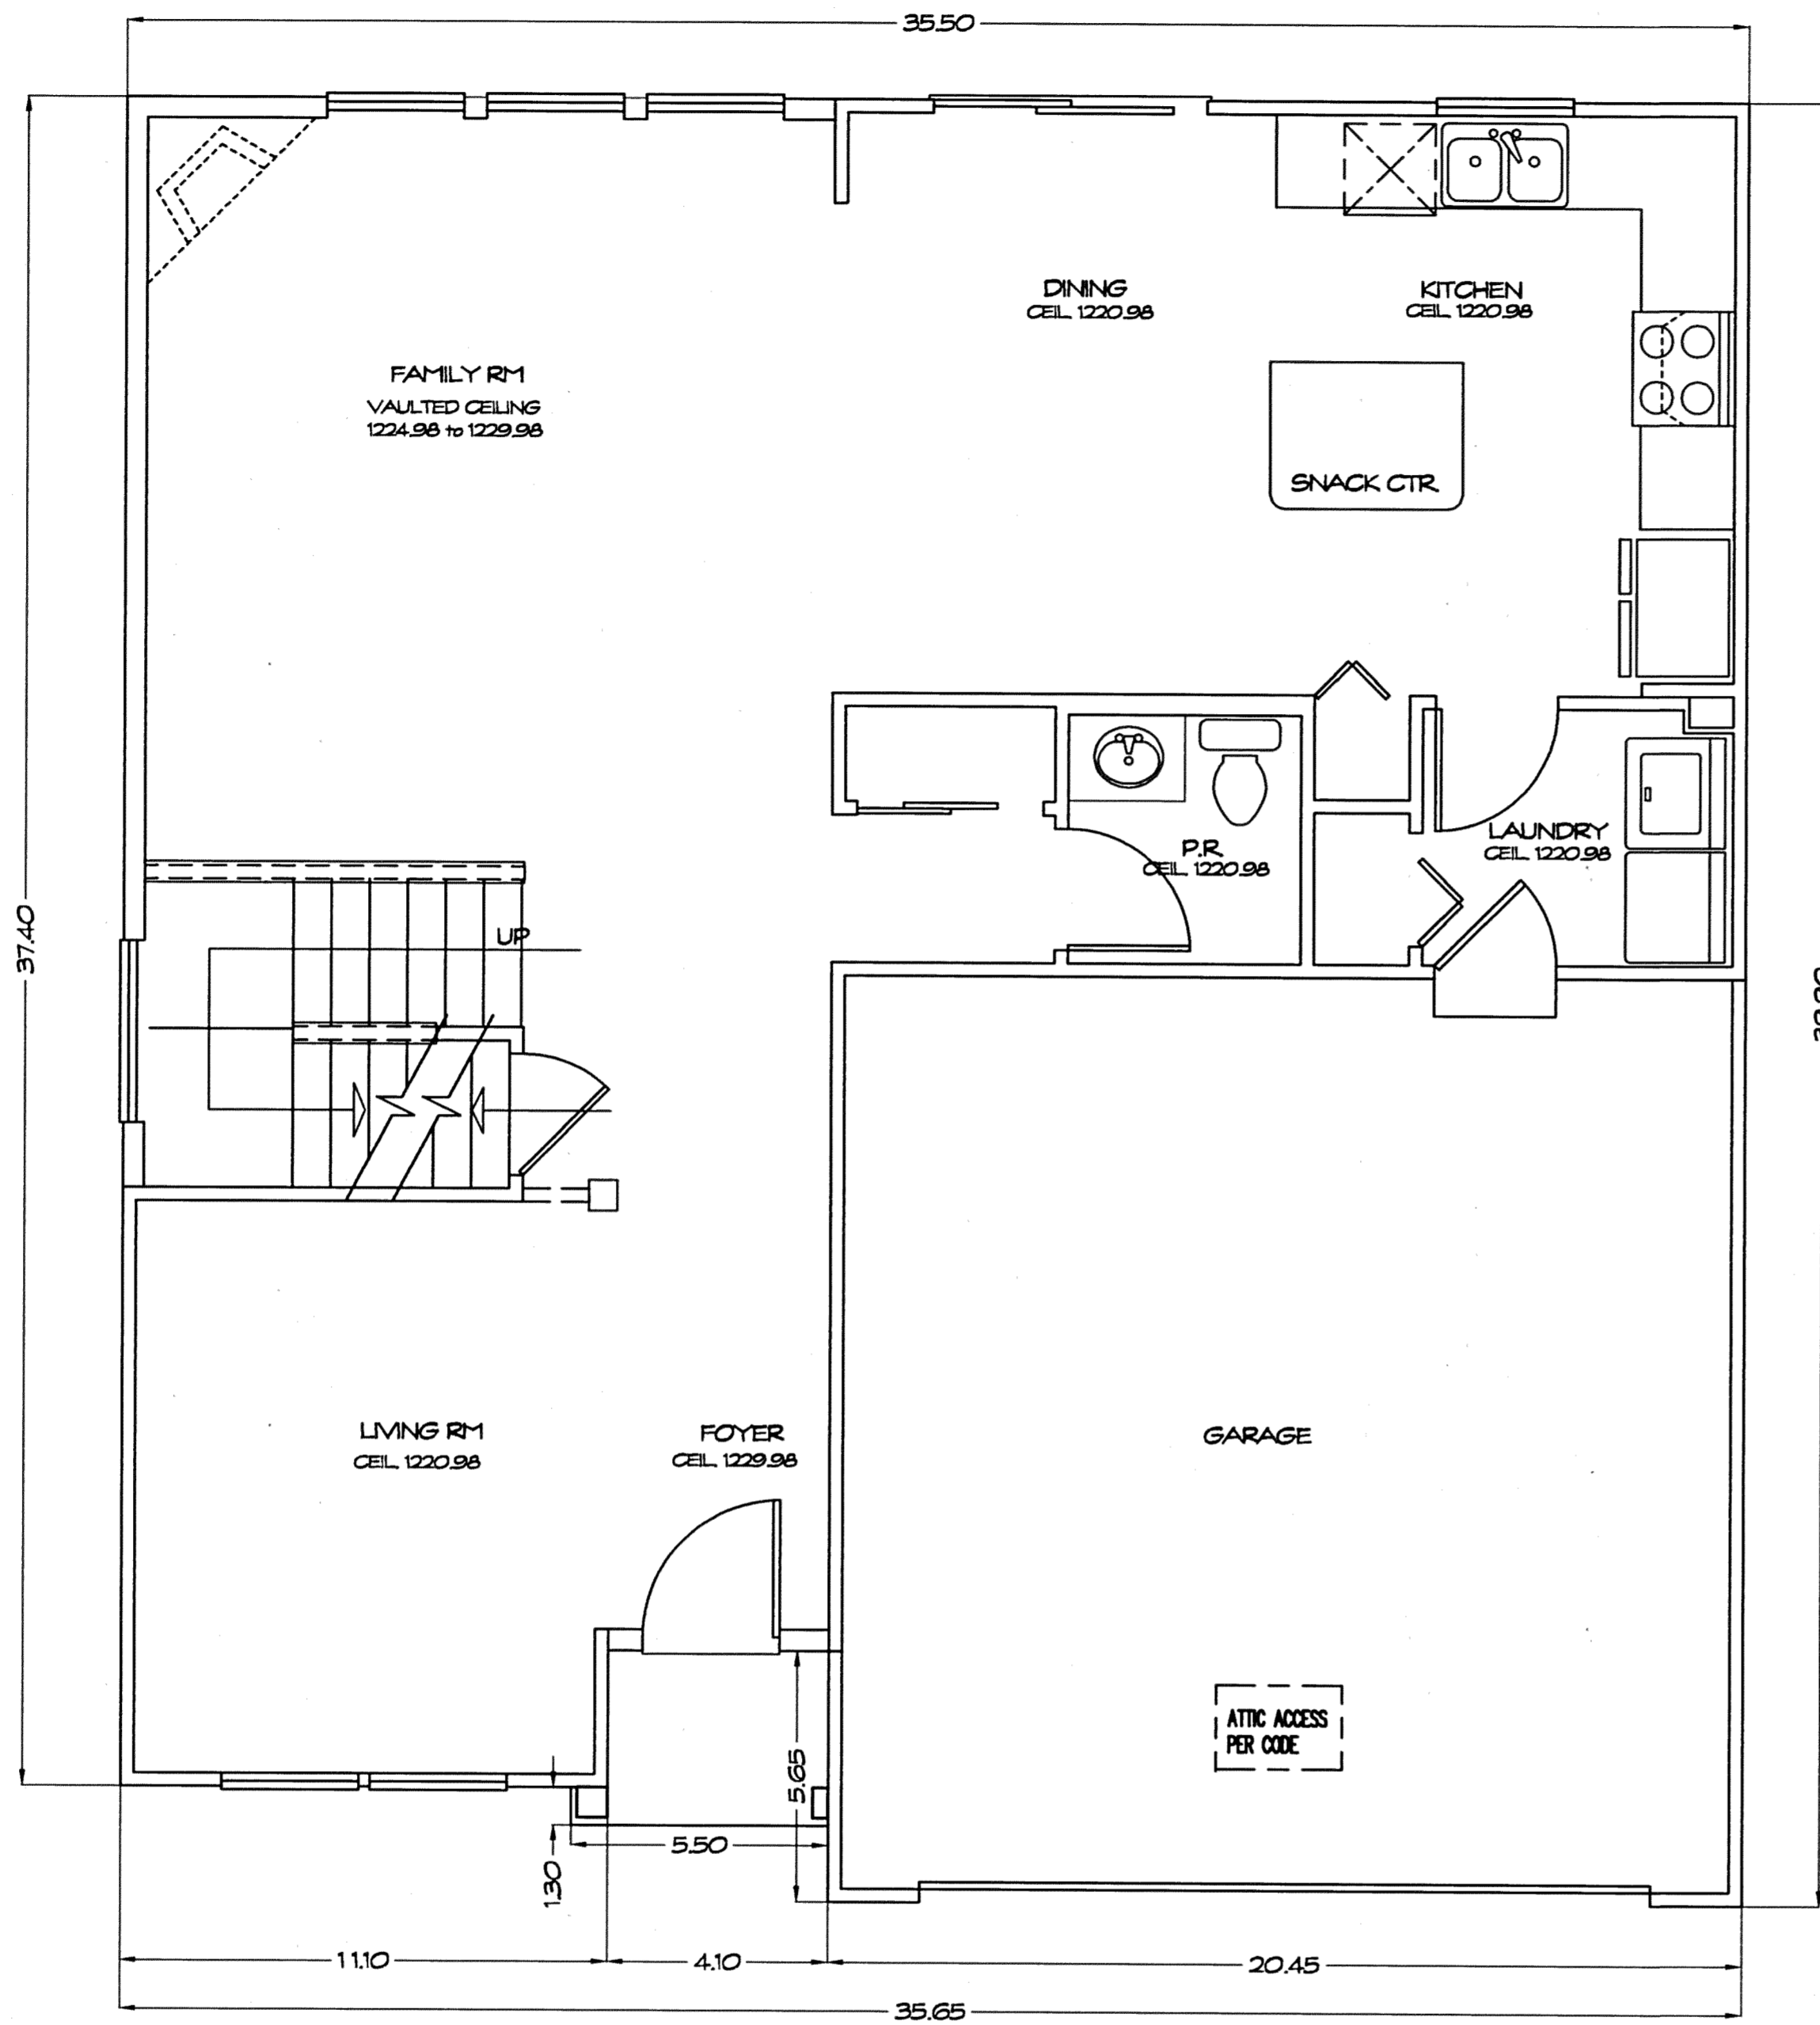 35.50
DINING
CEIL. 1220.98
KITCHEN
CEIL. 1220.98
FAMILY RM
VAULTED CEILING
1224.98 to 1229.98
SNACK CTR.
P.R.
CEIL. 1220.98
LAUNDRY
CEIL. 1220.98
UP
37.40
LIVING RM
CEIL. 1220.98
FOYER
CEIL. 1229.98
GARAGE
ATTIC ACCESS
PER CODE
5.65
5.50
1.30
11.10
4.10
20.45
35.65